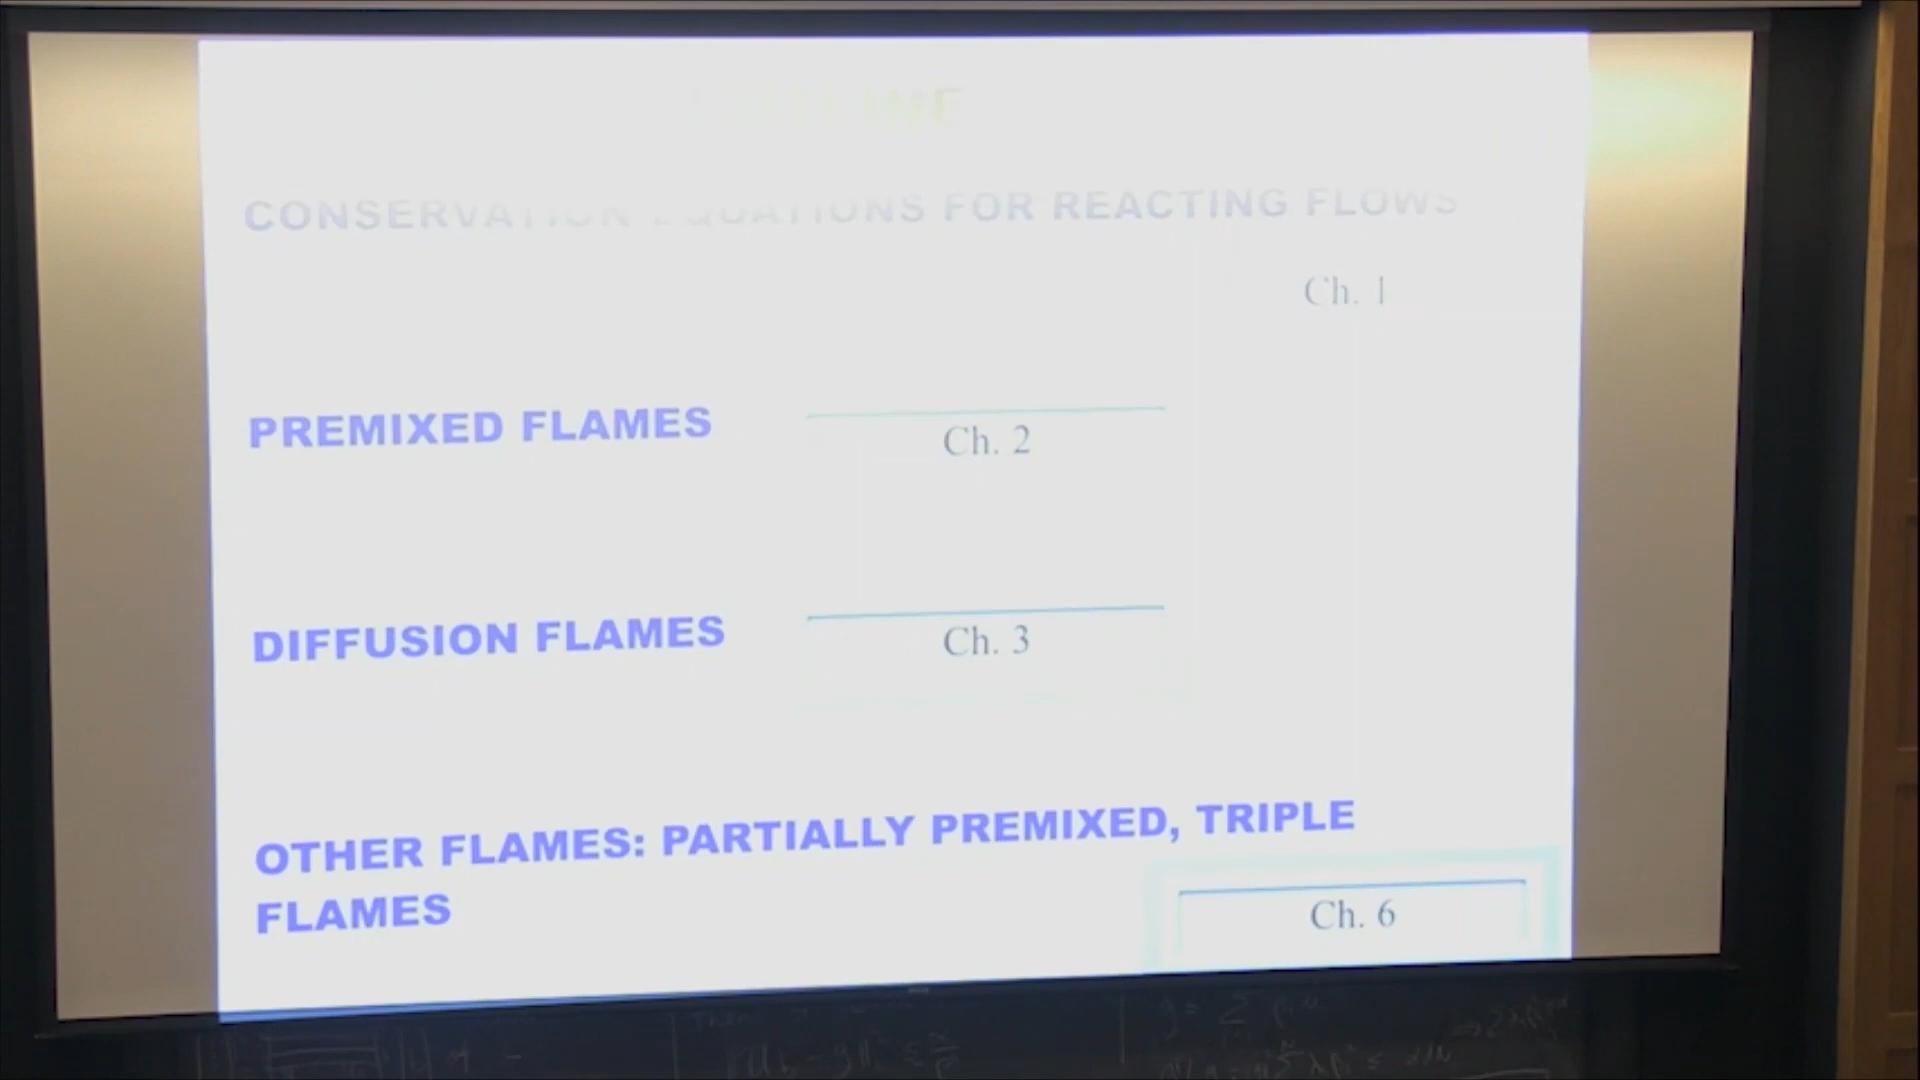 CONSERVATION EQUATIONS FOR REACTING FLOWS
Ch. 1
PREMIXED FLAMES
Ch. 2
DIFFUSION FLAMES
Ch. 3
OTHER FLAMES: PARTIALLY PREMIXED, TRIPLE
FLAMES
Ch. 6